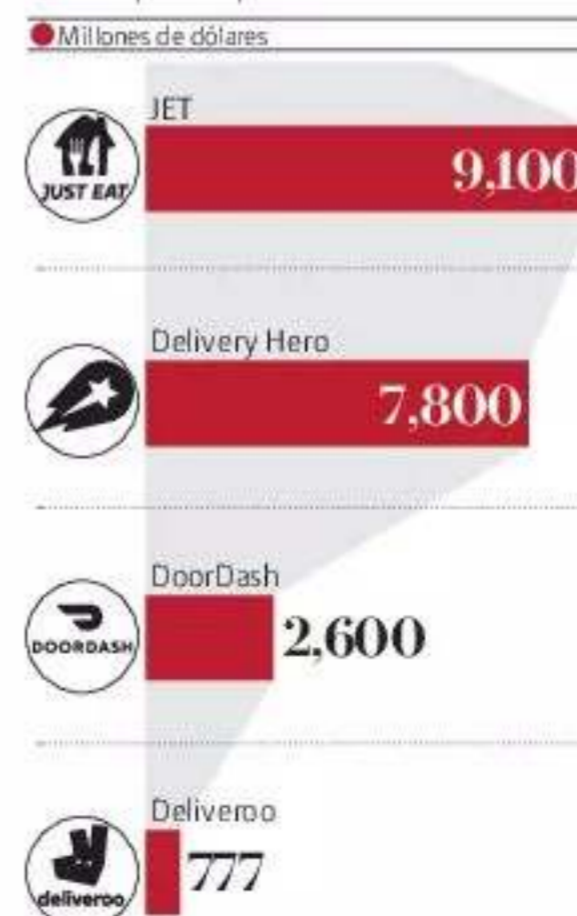 Millones de dólares
JET
JUST EAT
9,100
Delivery Hero
7,800
DoorDash
DOORDASH
2,600
Deliveroo
deliveroo
777